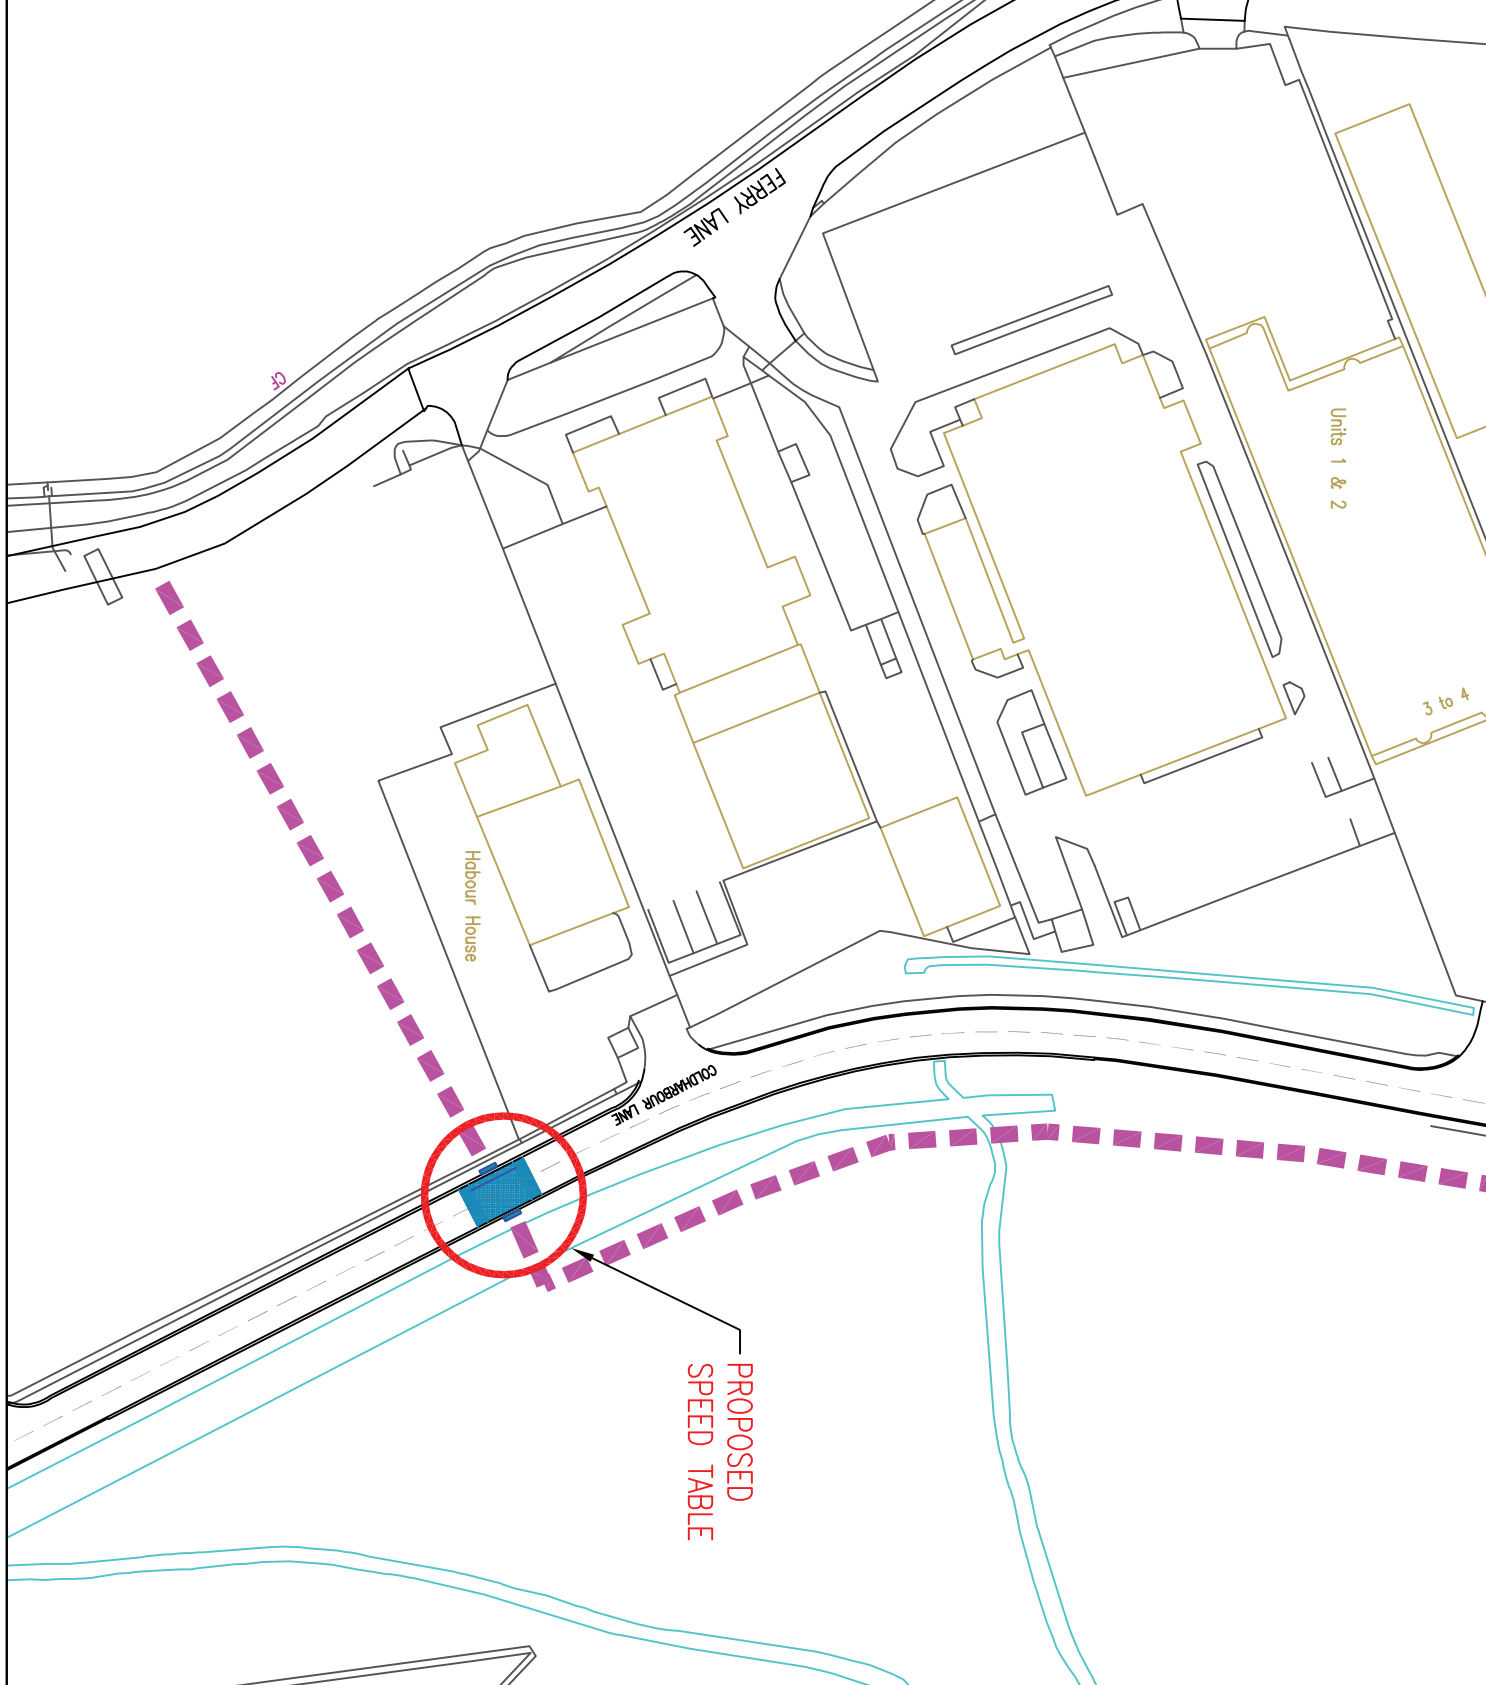 FERRY LANE
CF
Units 1 & 2
3 to 4
Habour House
COLDHARBOUR LANE
PROPOSED
SPEED TABLE